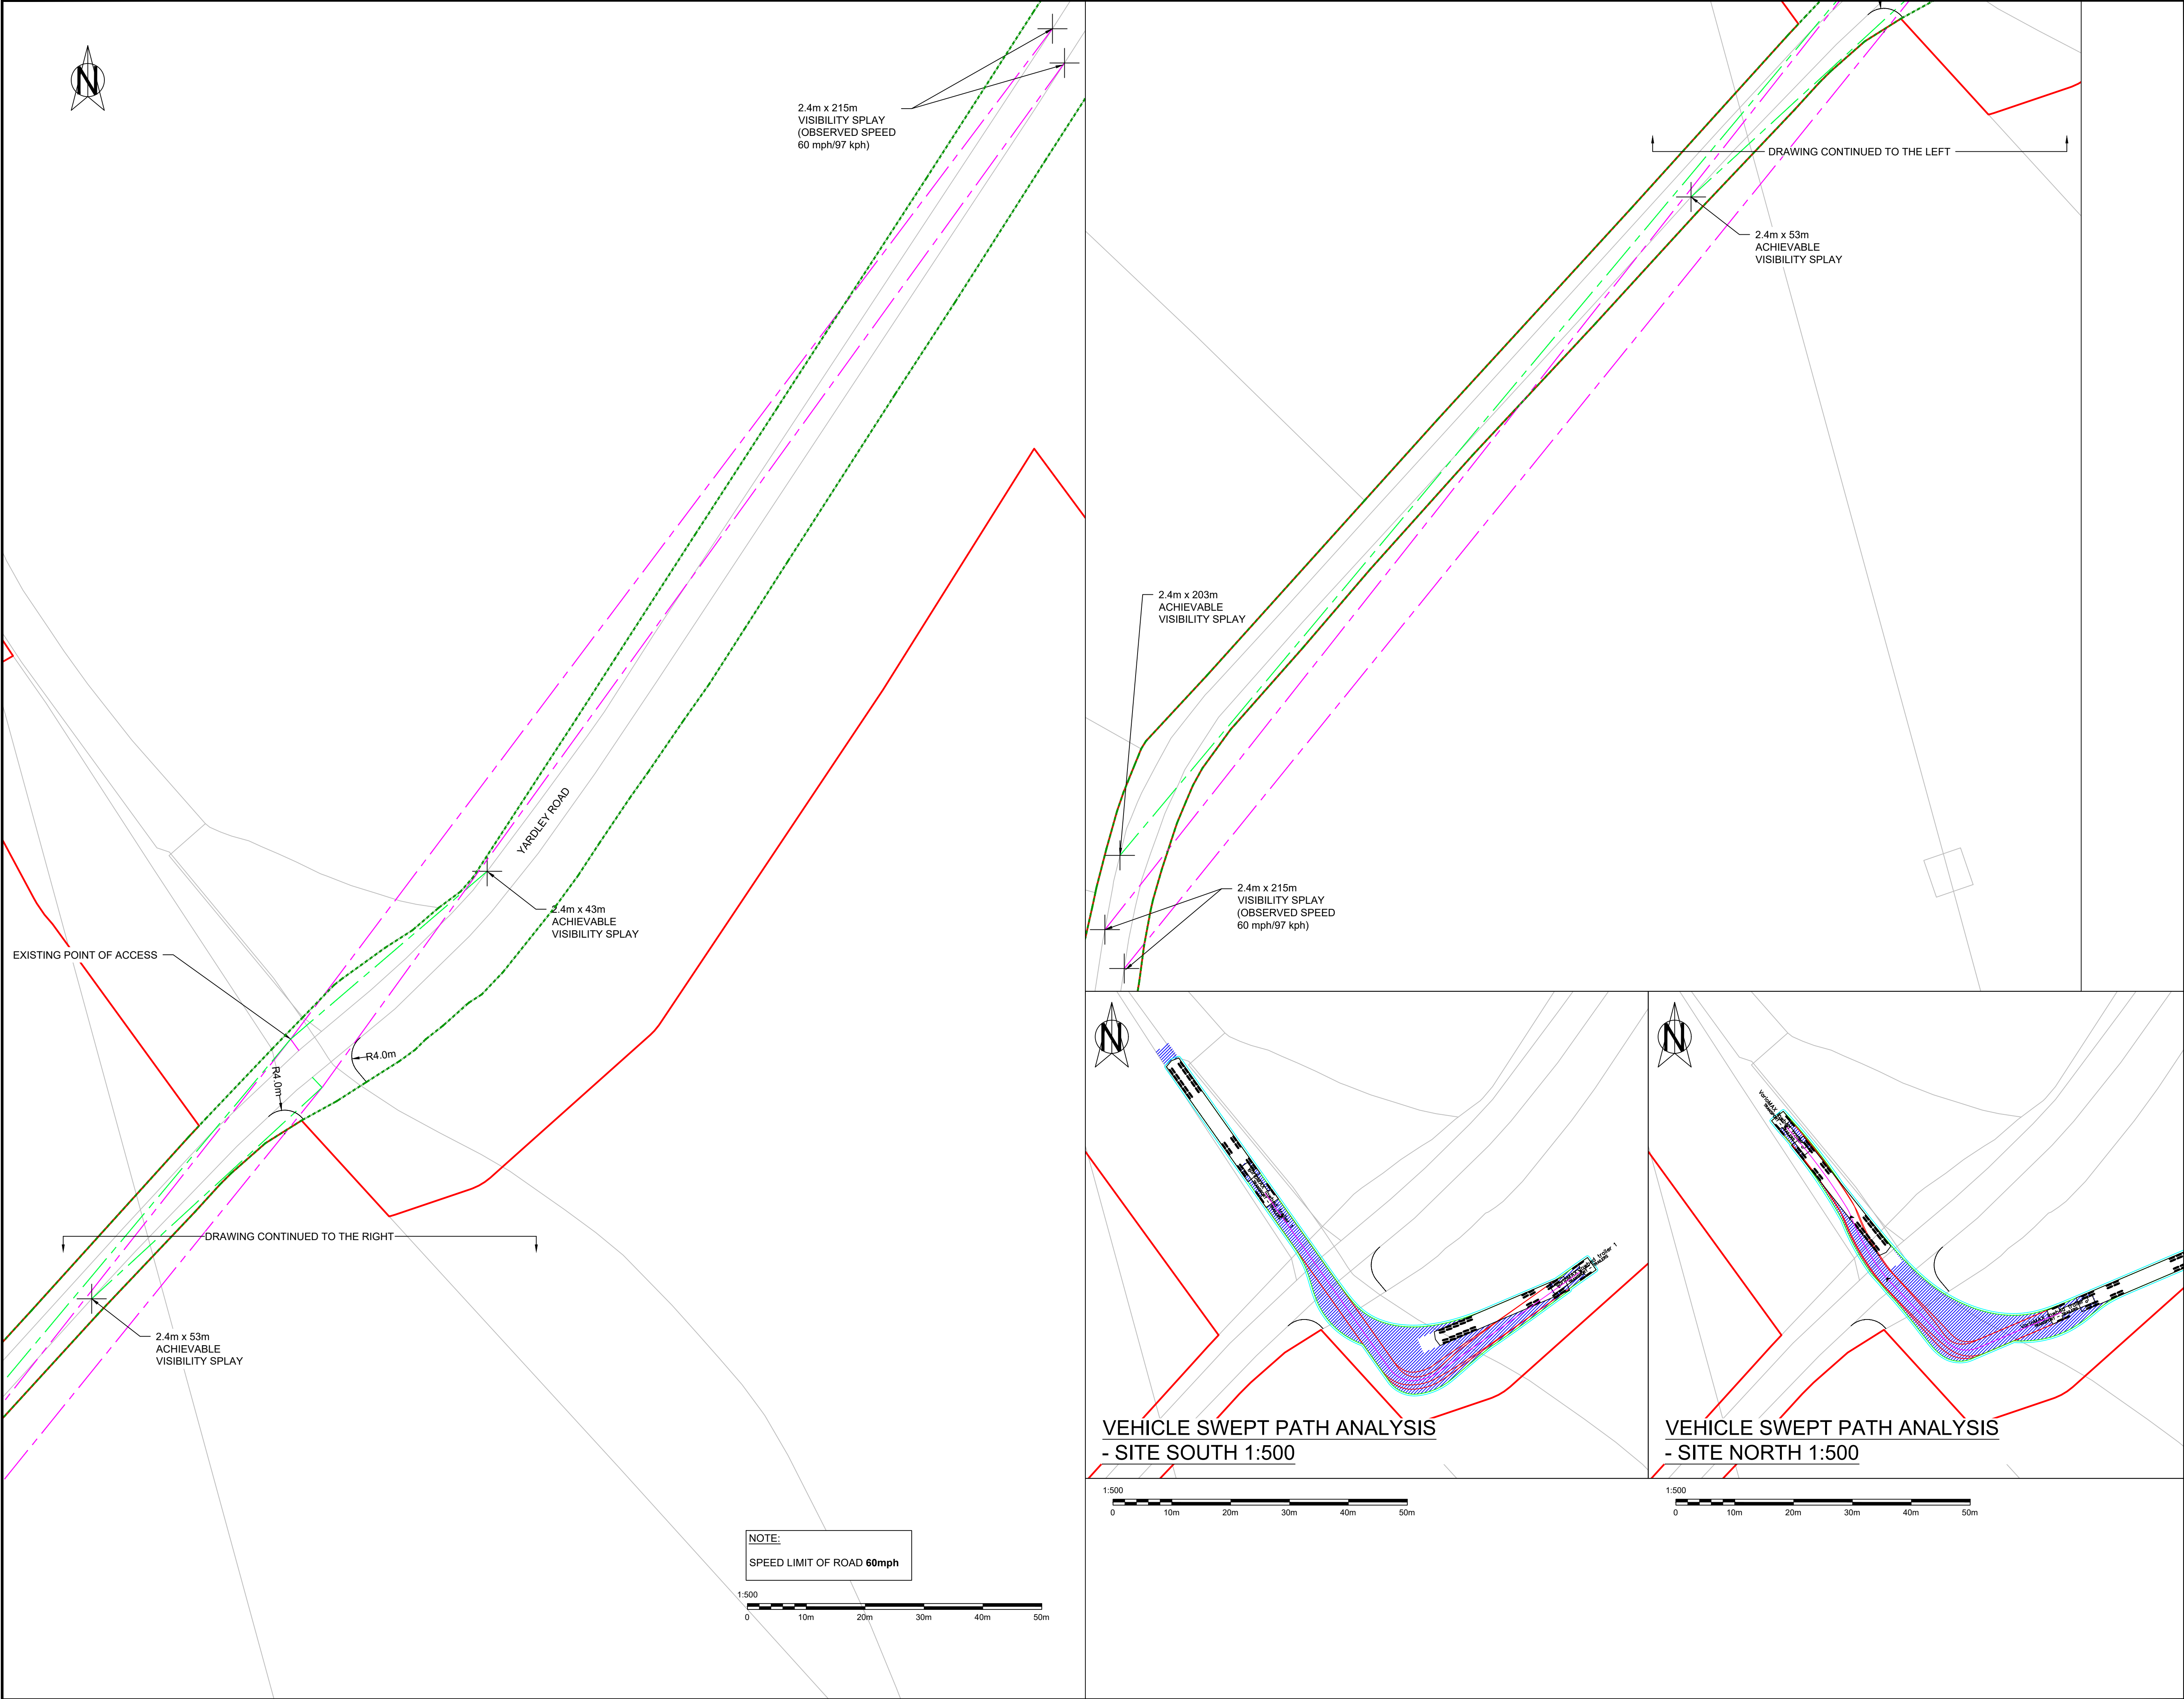 N
2.4m x 215m
VISIBILITY SPLAY
(OBSERVED SPEED
60 mph/97 kph)
YARDLEY ROAD
2.4m x 43m
ACHIEVABLE
VISIBILITY SPLAY
EXISTING POINT OF ACCESS
R4.0m
R4.0m
DRAWING CONTINUED TO THE RIGHT
2.4m x 53m
ACHIEVABLE
VISIBILITY SPLAY
NOTE:
SPEED LIMIT OF ROAD 60mph
1:500
0 10m 20m 30m 40m 50m
DRAWING CONTINUED TO THE LEFT
2.4m x 53m
ACHIEVABLE
VISIBILITY SPLAY
2.4m x 203m
ACHIEVABLE
VISIBILITY SPLAY
2.4m x 215m
VISIBILITY SPLAY
(OBSERVED SPEED
60 mph/97 kph)
N
trailer 1
VEHICLE SWEPT PATH ANALYSIS
- SITE SOUTH 1:500
1:500
0 10m 20m 30m 40m 50m
N
VarioMAX
VarioMAX
VEHICLE SWEPT PATH ANALYSIS
- SITE NORTH 1:500
1:500
0 10m 20m 30m 40m 50m